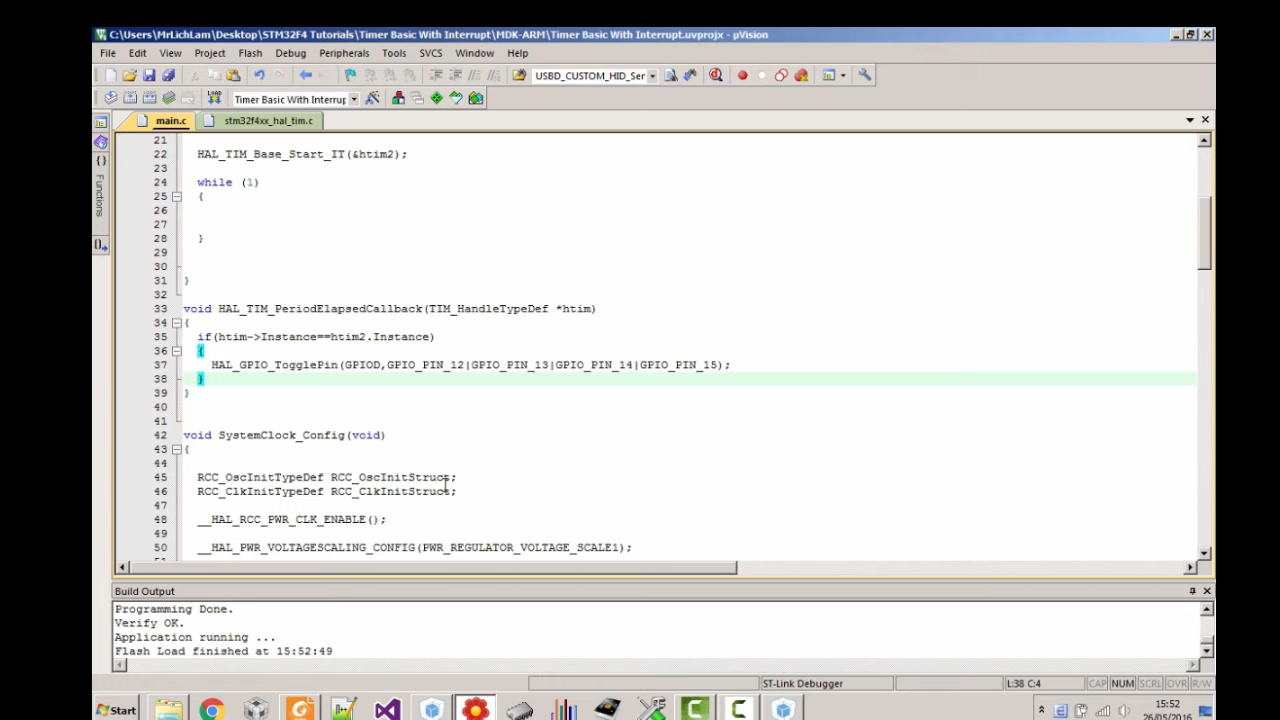 C:\Users\MrLichLam\Desktop\STM32F4 Tutorials\Timer Basic With Interrupt\MDK-ARM\Timer Basic With Interrupt.uvprojx - µVision
File Edit View Project Flash Debug Peripherals Tools SVCS Window Help
USBD_CUSTOM_HID_Ser
LOAD
Timer Basic With Interrup
main.c stm32f4xx_hal_tim.c
Functions
21
22 HAL_TIM_Base_Start_IT(&htim2);
23
24 while (1)
25 {
26
27
28 }
29
30
31 }
32
33 void HAL_TIM_PeriodElapsedCallback(TIM_HandleTypeDef *htim)
34 {
35 if(htim->Instance==htim2.Instance)
36 {
37 HAL_GPIO_TogglePin(GPIOD,GPIO_PIN_12|GPIO_PIN_13|GPIO_PIN_14|GPIO_PIN_15);
38 }
39 }
40
41
42 void SystemClock_Config(void)
43 {
44
45 RCC_OscInitTypeDef RCC_OscInitStruct;
46 RCC_ClkInitTypeDef RCC_ClkInitStruct;
47
48 __HAL_RCC_PWR_CLK_ENABLE();
49
50 __HAL_PWR_VOLTAGESCALING_CONFIG(PWR_REGULATOR_VOLTAGE_SCALE1);
Build Output
Programming Done.
Verify OK.
Application running ...
Flash Load finished at 15:52:49
ST-Link Debugger L:38 C:4 CAP NUM SCRL OVR R/W
Start 15:52
26/05/2016